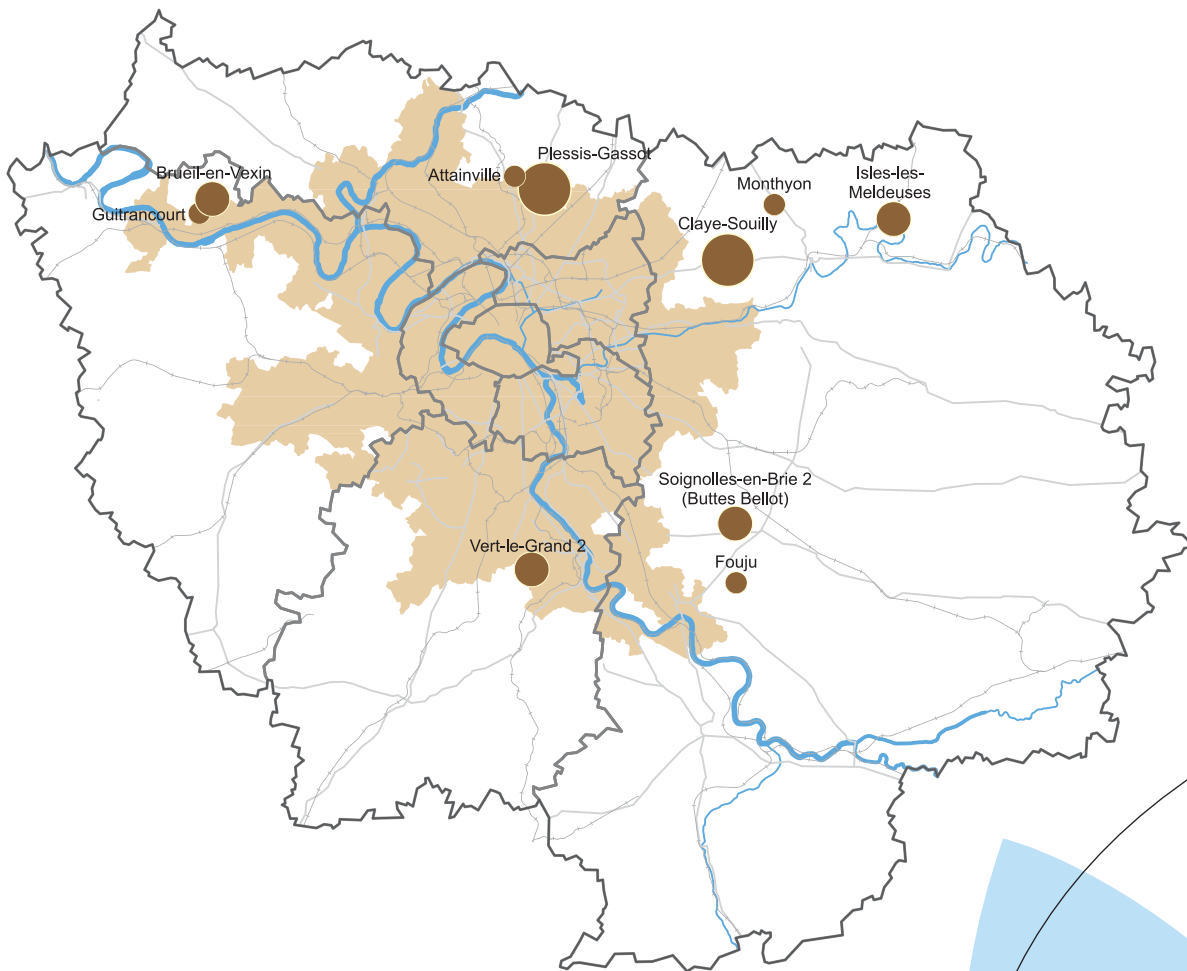 Plessis-Gassot
Attainville
Brueil-en-Vexin
Guitrancourt
Monthyon
Isles-les-
Meldeuses
Claye-Souilly
Soignolles-en-Brie 2
(Buttes Bellot)
Vert-le-Grand 2
Fouju